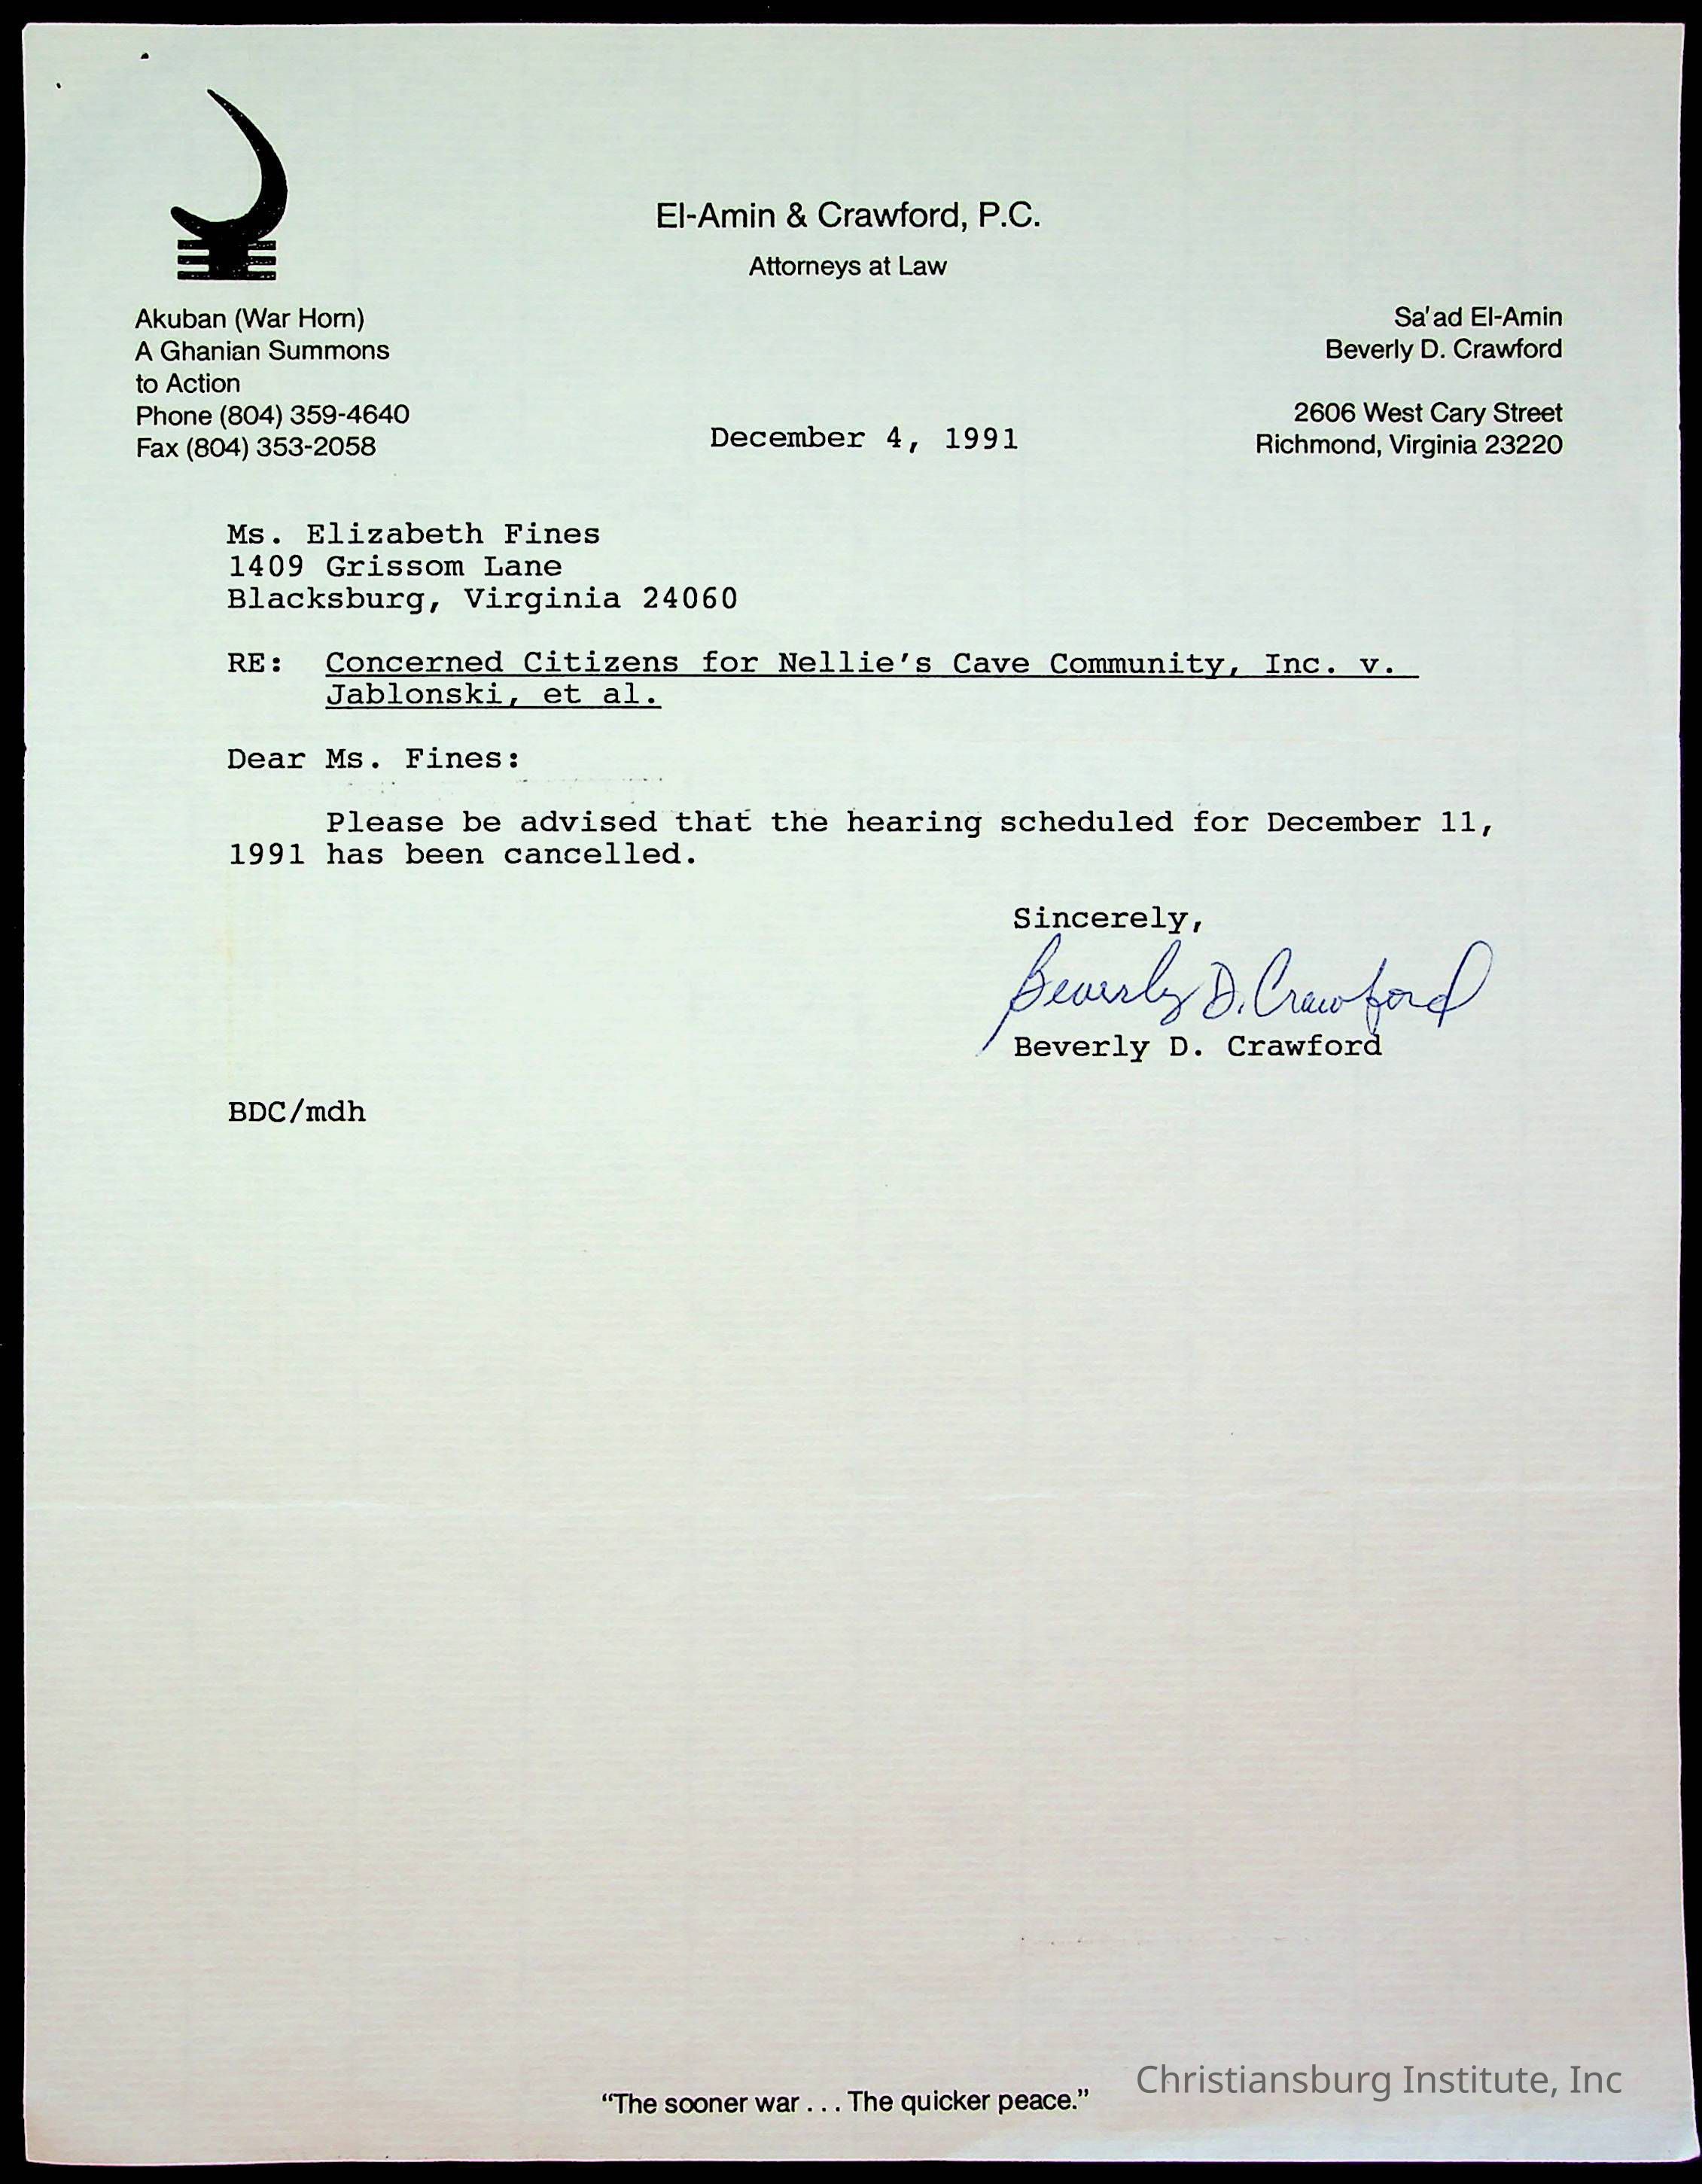 El-Amin & Crawford, P.C.
Attorneys at Law
Akuban (War Horn)
A Ghanian Summons
to Action
Phone (804) 359-4640
Fax (804) 353-2058
Sa'ad El-Amin
Beverly D. Crawford
2606 West Cary Street
Richmond, Virginia 23220
December 4, 1991
Ms. Elizabeth Fines
1409 Grissom Lane
Blacksburg, Virginia 24060
RE: Concerned Citizens for Nellie's Cave Community, Inc. v.
Jablonski, et al.
Dear Ms. Fines:
Please be advised that the hearing scheduled for December 11,
1991 has been cancelled.
Sincerely,
Beverly D. Crawford
Beverly D. Crawford
BDC/mdh
Christiansburg Institute, Inc
"The sooner war . . . The quicker peace."